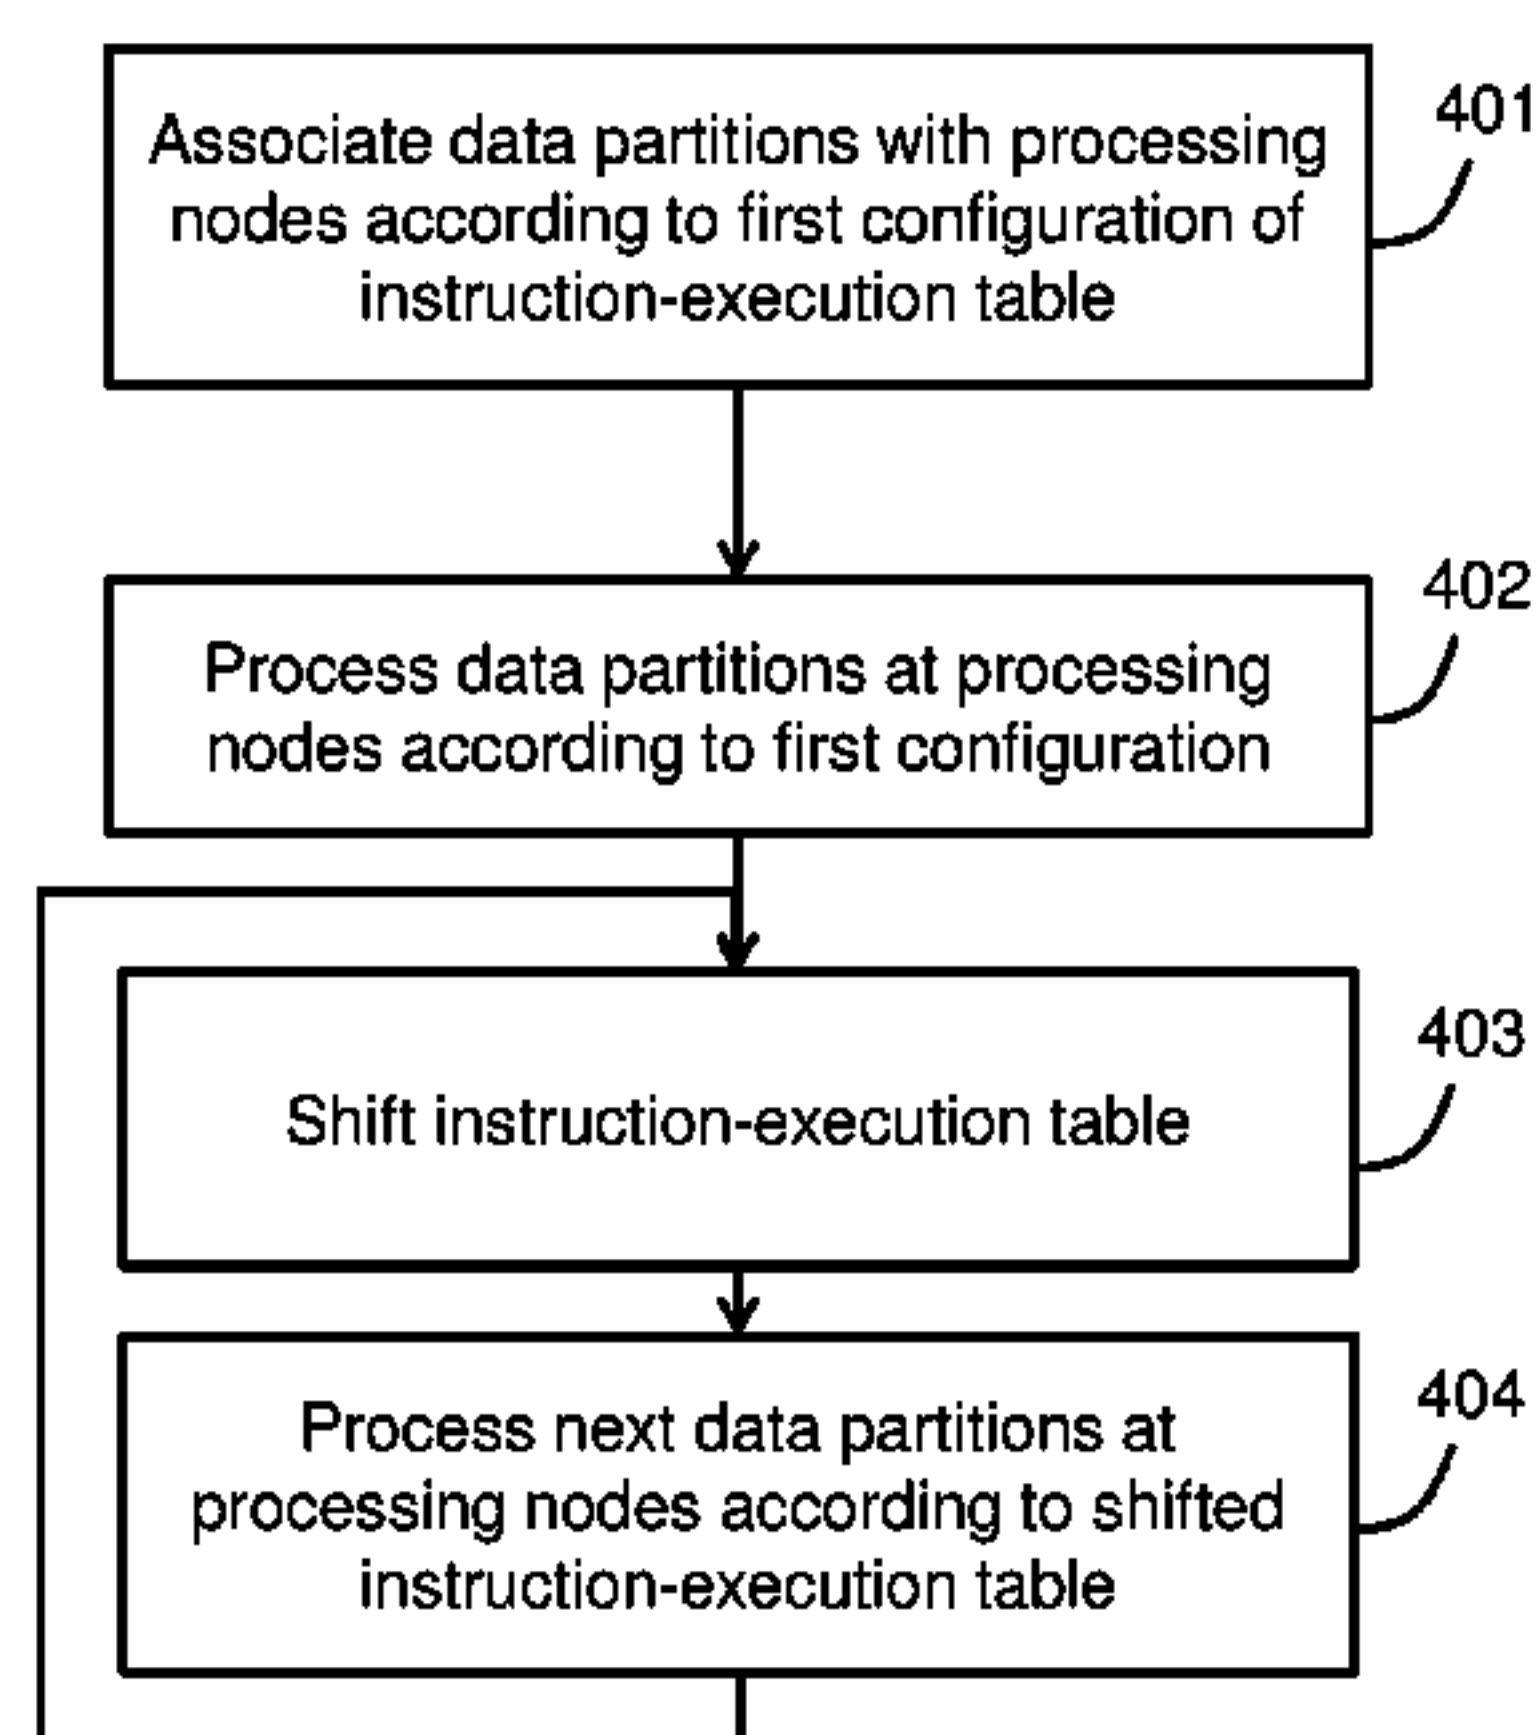 401
Associate data partitions with processing
nodes according to first configuration of
instruction-execution table
402
Process data partitions at processing
nodes according to first configuration
403
Shift instruction-execution table
404
Process next data partitions at
processing nodes according to shifted
instruction-execution table